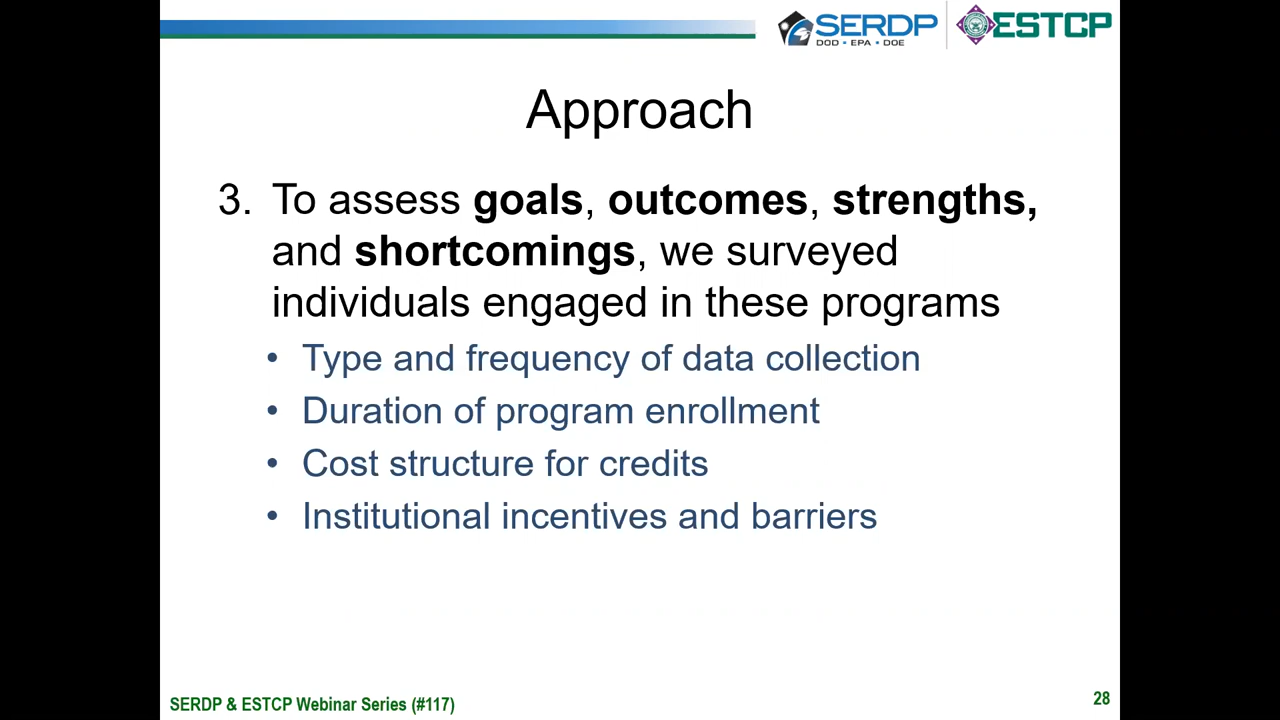 SERDP
DOD • EPA • DOE
ESTCP
Approach
3. To assess goals, outcomes, strengths,
and shortcomings, we surveyed
individuals engaged in these programs
• Type and frequency of data collection
• Duration of program enrollment
• Cost structure for credits
• Institutional incentives and barriers
SERDP & ESTCP Webinar Series (#117)
28